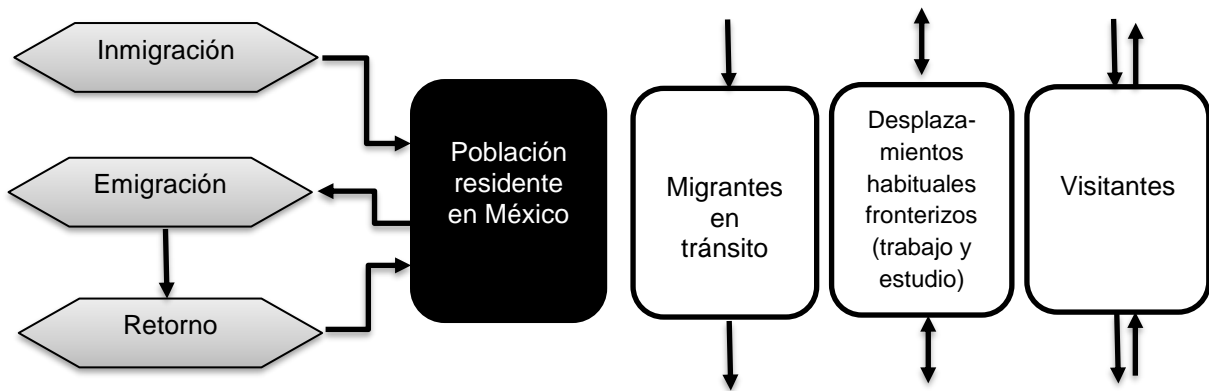 Inmigración
Emigración
Retorno
Población
residente
en México
Migrantes
en
tránsito
Desplaza-
mientos
habituales
fronterizos
(trabajo y
estudio)
Visitantes